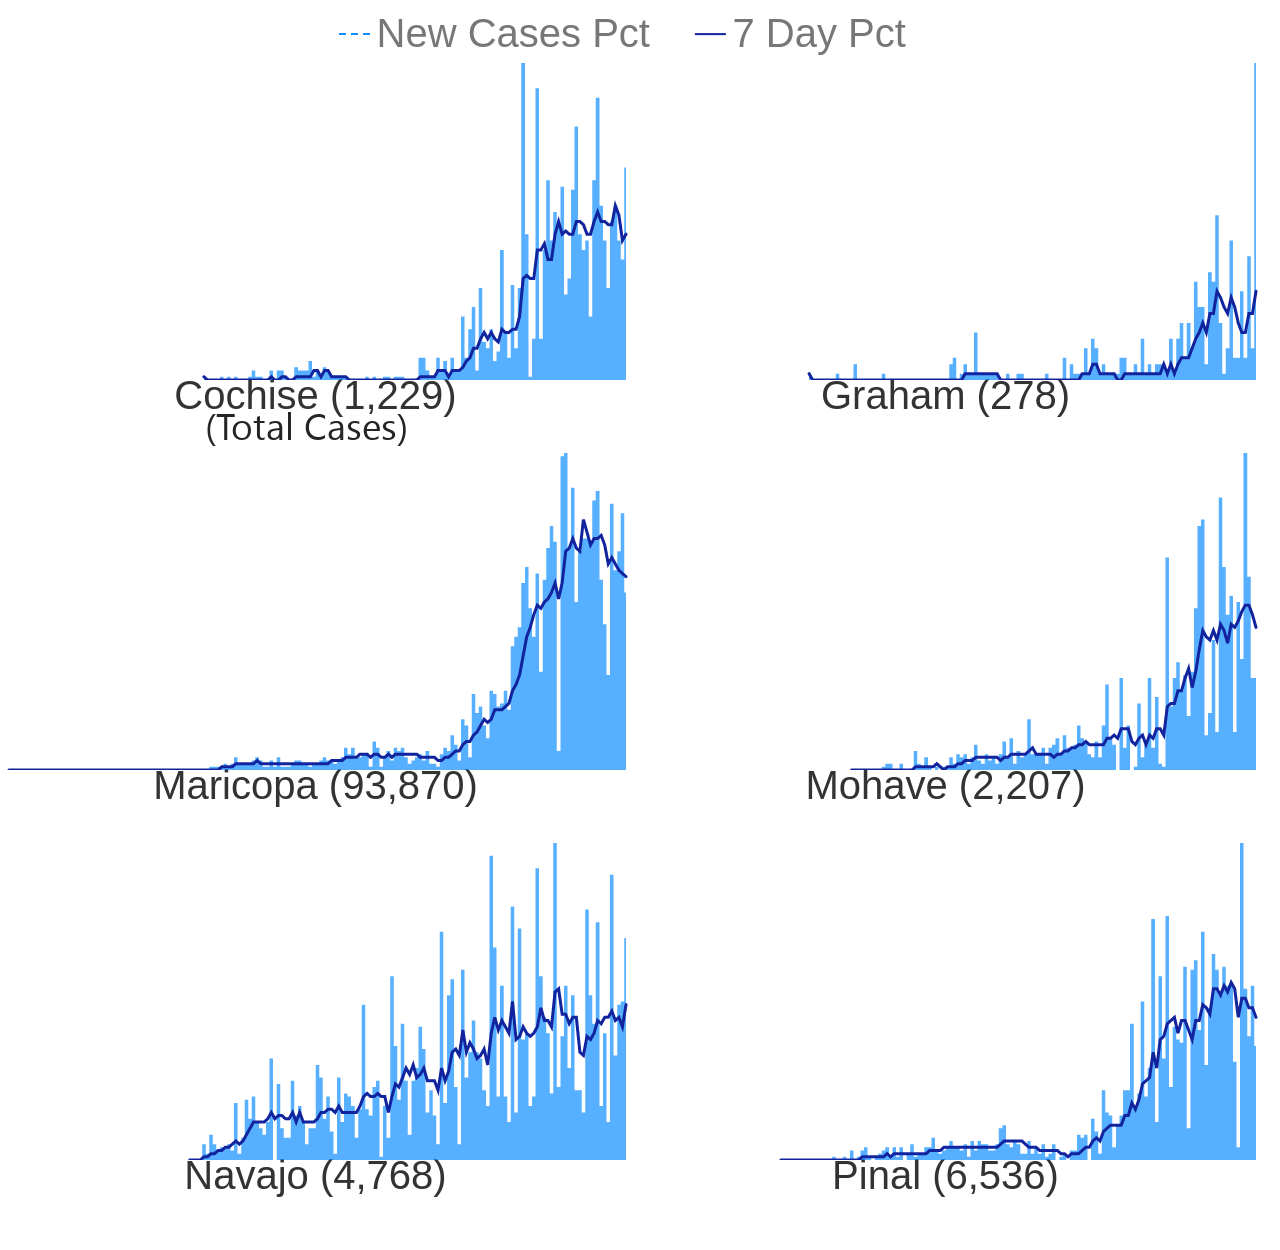 New Cases Pct 7 Day Pct
Cochise (1,229) Graham (278)
(Total Cases)
Maricopa (93,870) Mohave (2,207)
Navajo (4,768) Pinal (6,536)